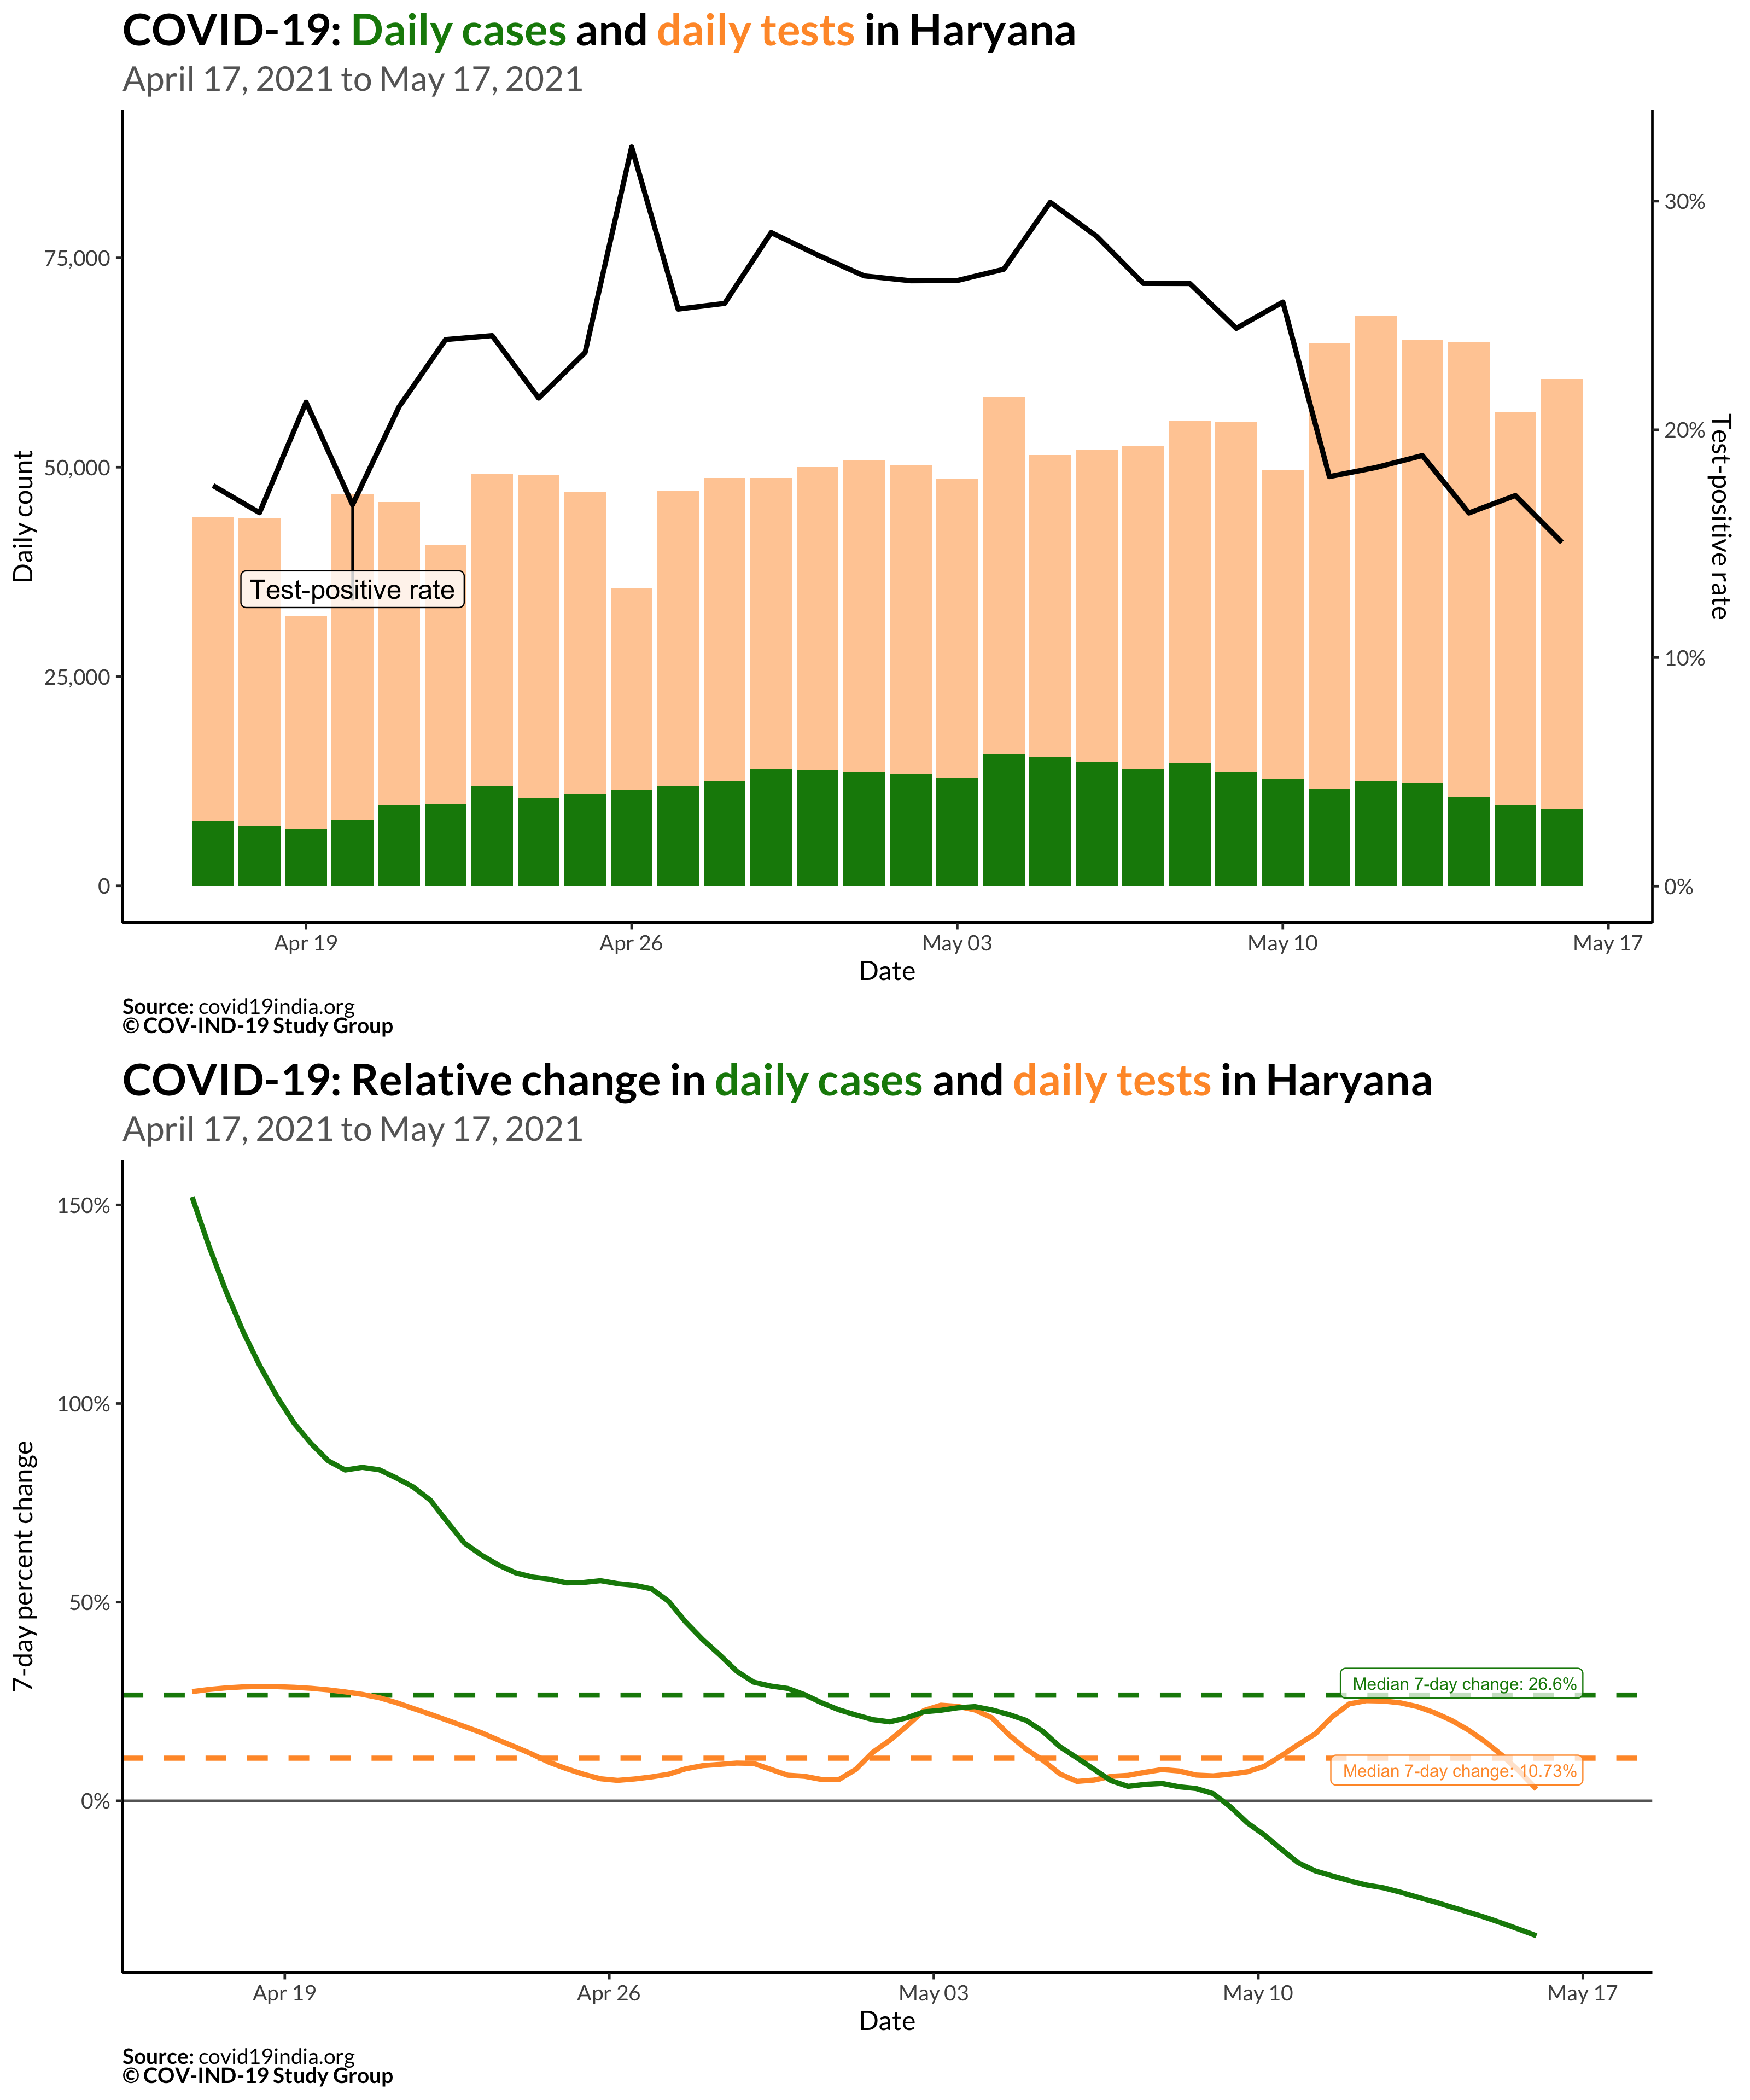 COVID-19: Daily cases and daily tests in Haryana
April 17, 2021 to May 17, 2021
75,000
50,000
25,000
0
Daily count
Test-positive rate
30%
20%
10%
0%
Test-positive rate
Apr 19
Apr 26
May 03
May 10
May 17
Date
Source: covid19india.org
© COV-IND-19 Study Group
COVID-19: Relative change in daily cases and daily tests in Haryana
April 17, 2021 to May 17, 2021
150%
100%
50%
0%
7-day percent change
Median 7-day change: 26.6%
Median 7-day change: 10.73%
Apr 19
Apr 26
May 03
May 10
May 17
Date
Source: covid19india.org
© COV-IND-19 Study Group